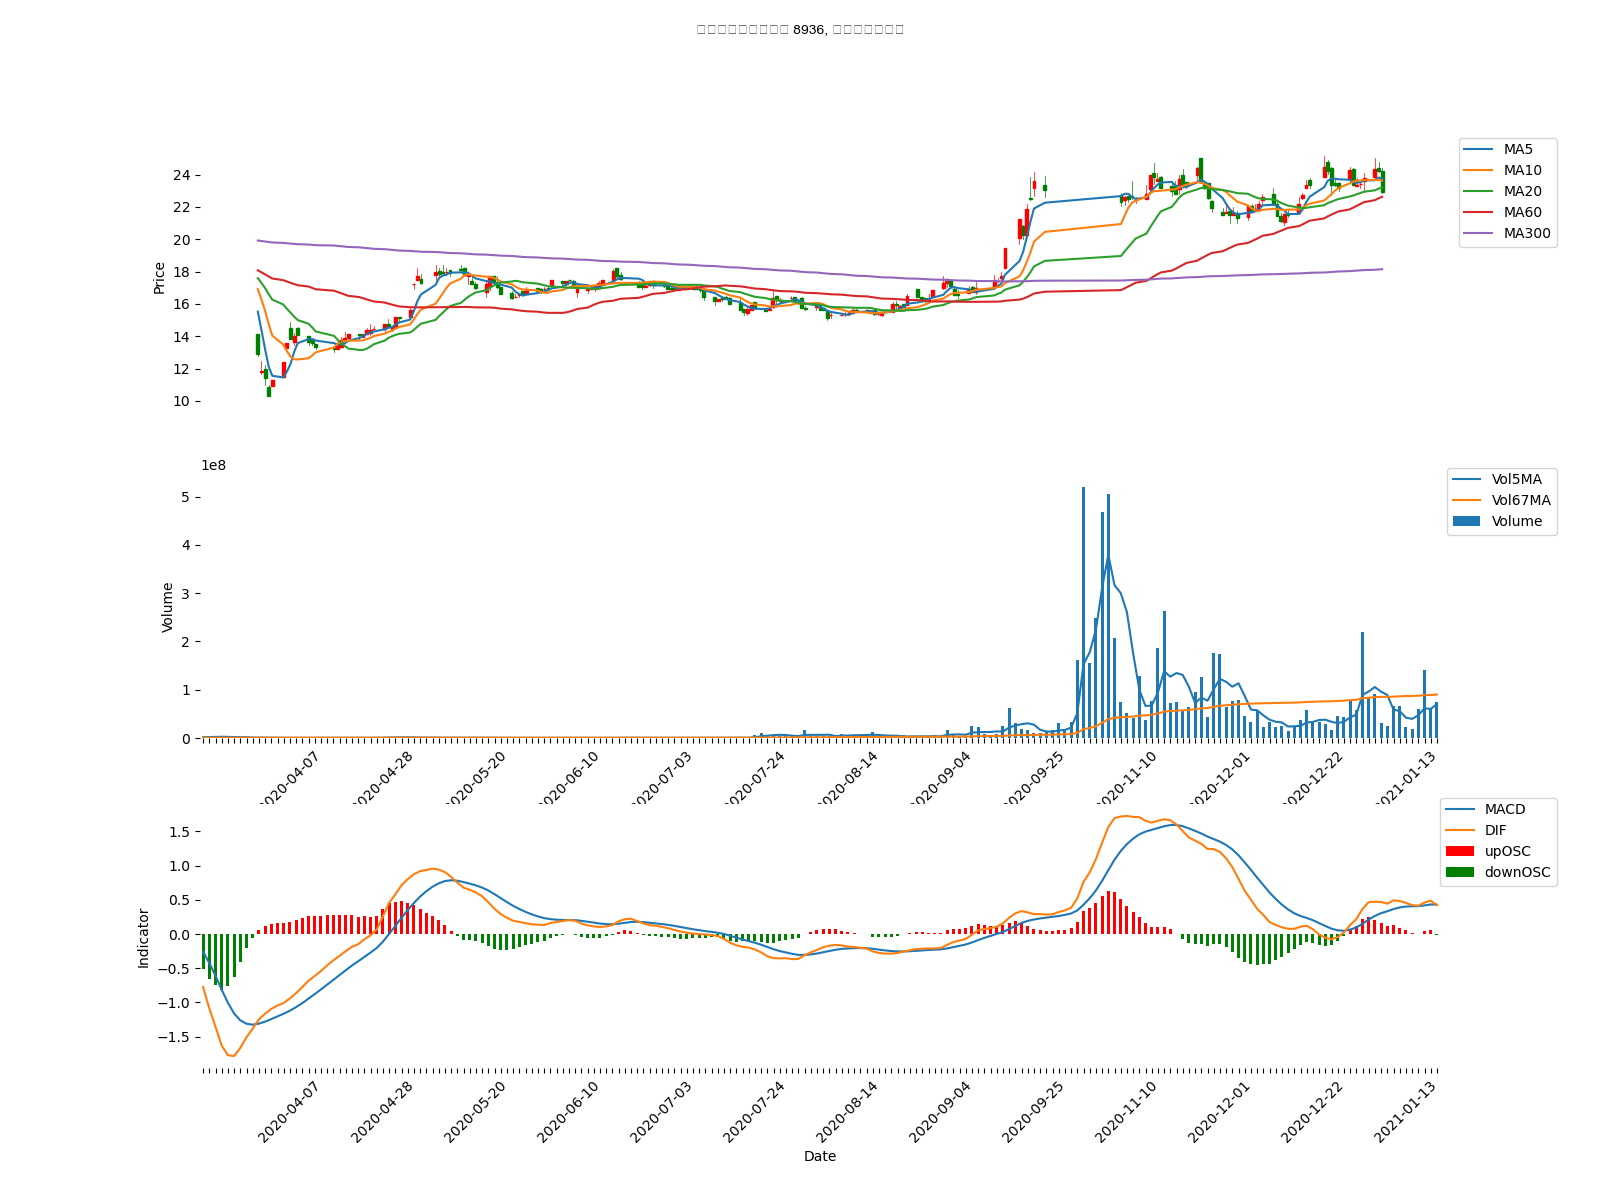 8936,
MA5
MA10
MA20
MA60
MA300
Price
24
22
20
18
16
14
12
10
1e8
Vol5MA
Vol67MA
Volume
Volume
5
4
3
2
1
0
2020-04-07 2020-04-28 2020-05-20 2020-06-10 2020-07-03 2020-07-24 2020-08-14 2020-09-04 2020-09-25 2020-11-10 2020-12-01 2020-12-22 2021-01-13
MACD
DIF
upOSC
downOSC
Indicator
1.5
1.0
0.5
0.0
−0.5
−1.0
−1.5
2020-04-07 2020-04-28 2020-05-20 2020-06-10 2020-07-03 2020-07-24 2020-08-14 2020-09-04 2020-09-25 2020-11-10 2020-12-01 2020-12-22 2021-01-13
Date